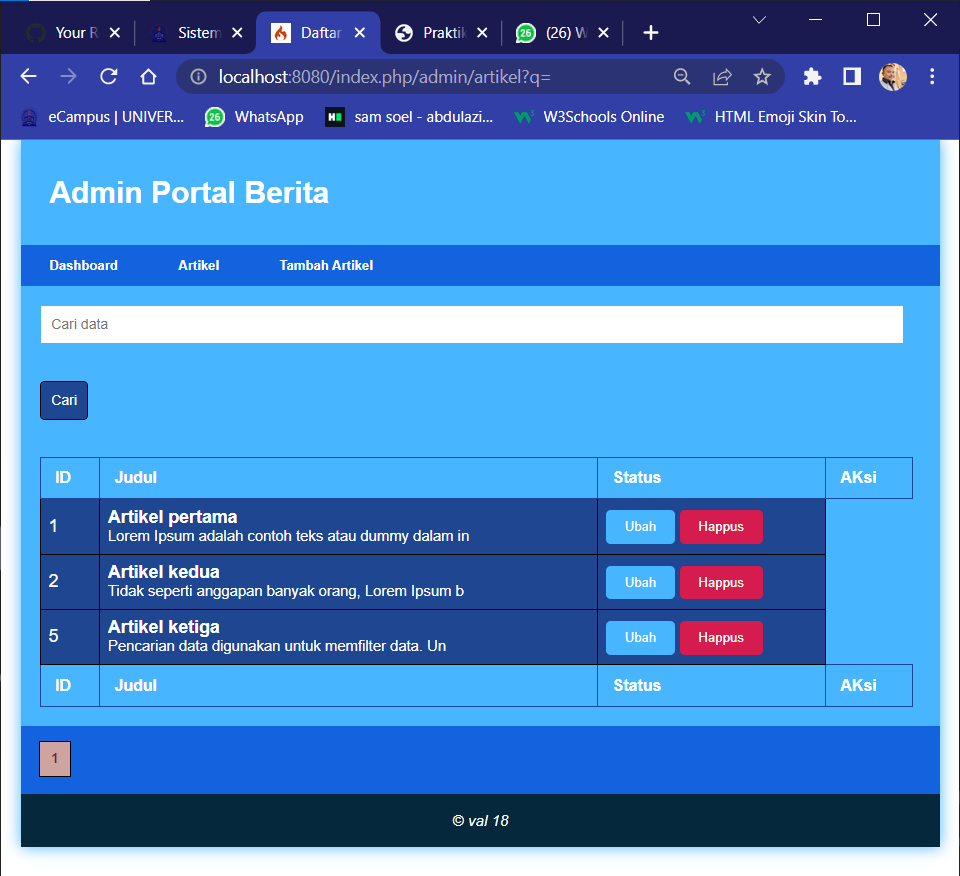 Your R
Sistem
Daftar
Praktik
26
(26) W
localhost:8080/index.php/admin/artikel?q=
eCampus | UNIVER...
26
WhatsApp
sam soel - abdulazi...
W3Schools Online
HTML Emoji Skin To...
Admin Portal Berita
Dashboard Artikel Tambah Artikel
Cari data
Cari
ID Judul Status AKsi
1 Artikel pertama Ubah Happus
Lorem Ipsum adalah contoh teks atau dummy dalam in
2 Artikel kedua Ubah Happus
Tidak seperti anggapan banyak orang, Lorem Ipsum b
5 Artikel ketiga Ubah Happus
Pencarian data digunakan untuk memfilter data. Un
ID Judul Status AKsi
1
© val 18